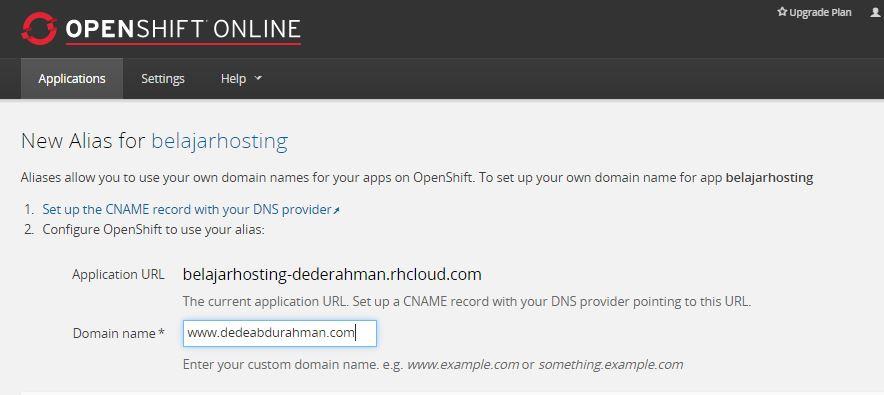 Upgrade Plan
OPENSHIFT ONLINE
Applications Settings Help
New Alias for belajarhosting
Aliases allow you to use your own domain names for your apps on OpenShift. To set up your own domain name for app belajarhosting
1. Set up the CNAME record with your DNS provider
2. Configure OpenShift to use your alias:
Application URL belajarhosting-dederahman.rhcloud.com
The current application URL. Set up a CNAME record with your DNS provider pointing to this URL.
Domain name * www.dedeabdurahman.com
Enter your custom domain name. e.g. www.example.com or something.example.com